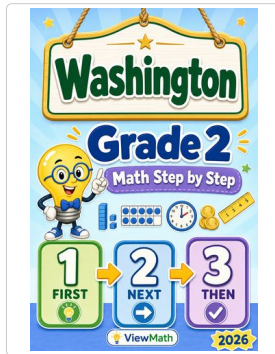 Washington
Grade 2
Math Step by Step
1 2 3
FIRST NEXT THEN
ViewMath
2026